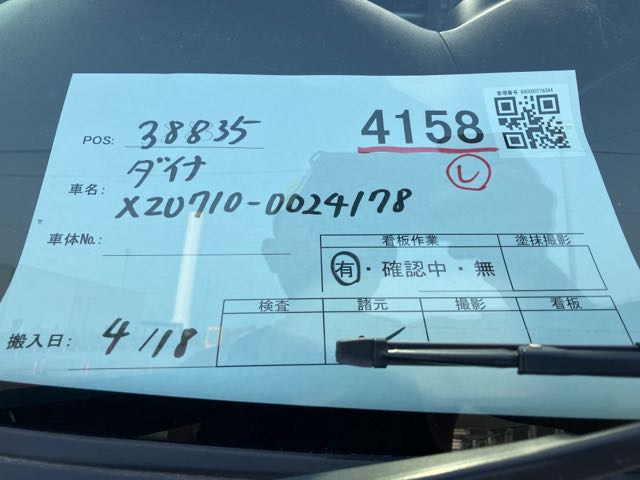 管理番号 990000778384
POS: 38835
4158
レ
車名: ダイナ
XZU710-0024178
車体No.:
看板作業 塗抹撮影
有・確認中・無
検査 諸元 撮影 看板
搬入日: 4/18